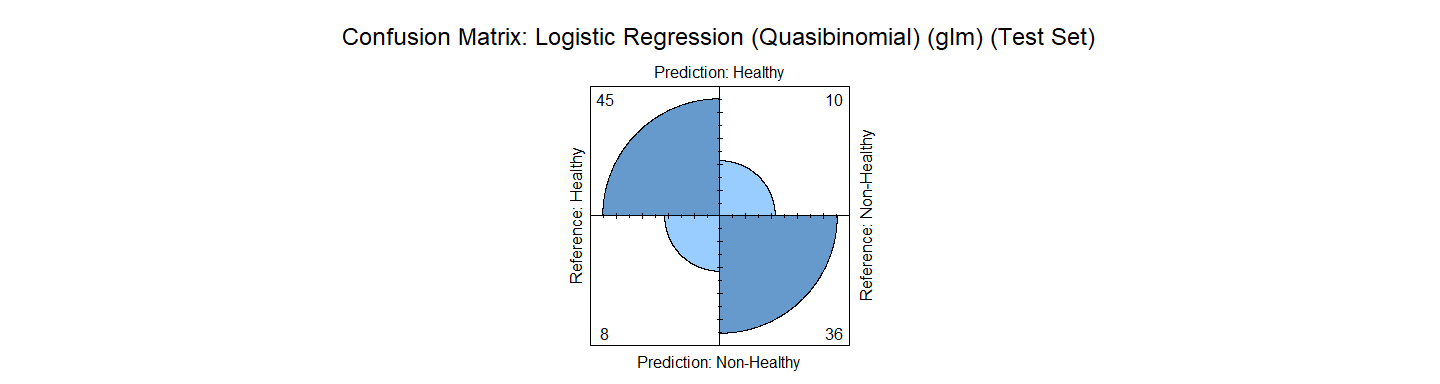 Confusion Matrix: Logistic Regression (Quasibinomial) (glm) (Test Set)
Prediction: Healthy
45
10
Reference: Healthy
Reference: Non-Healthy
8
36
Prediction: Non-Healthy